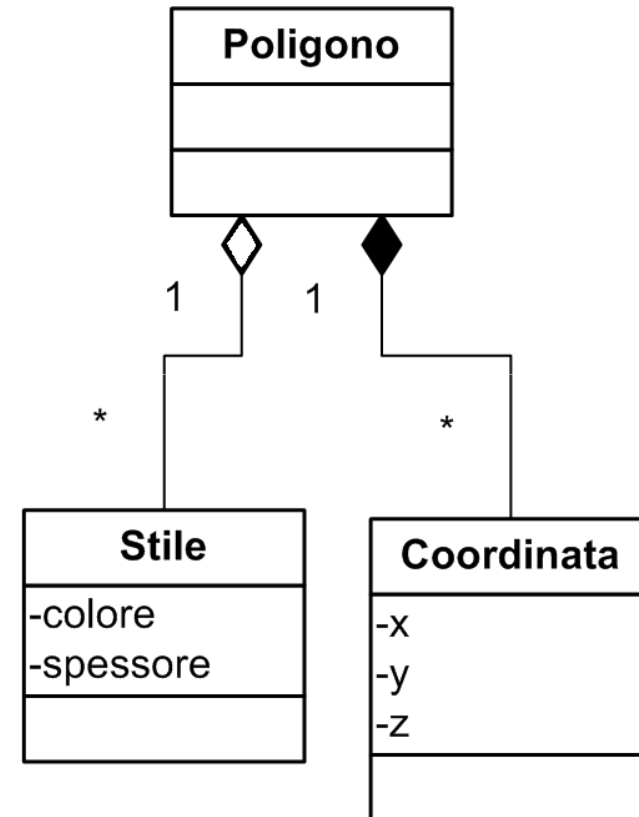 Poligono
1
1
*
*
Stile
-colore
-spessore
Coordinata
-x
-y
-z